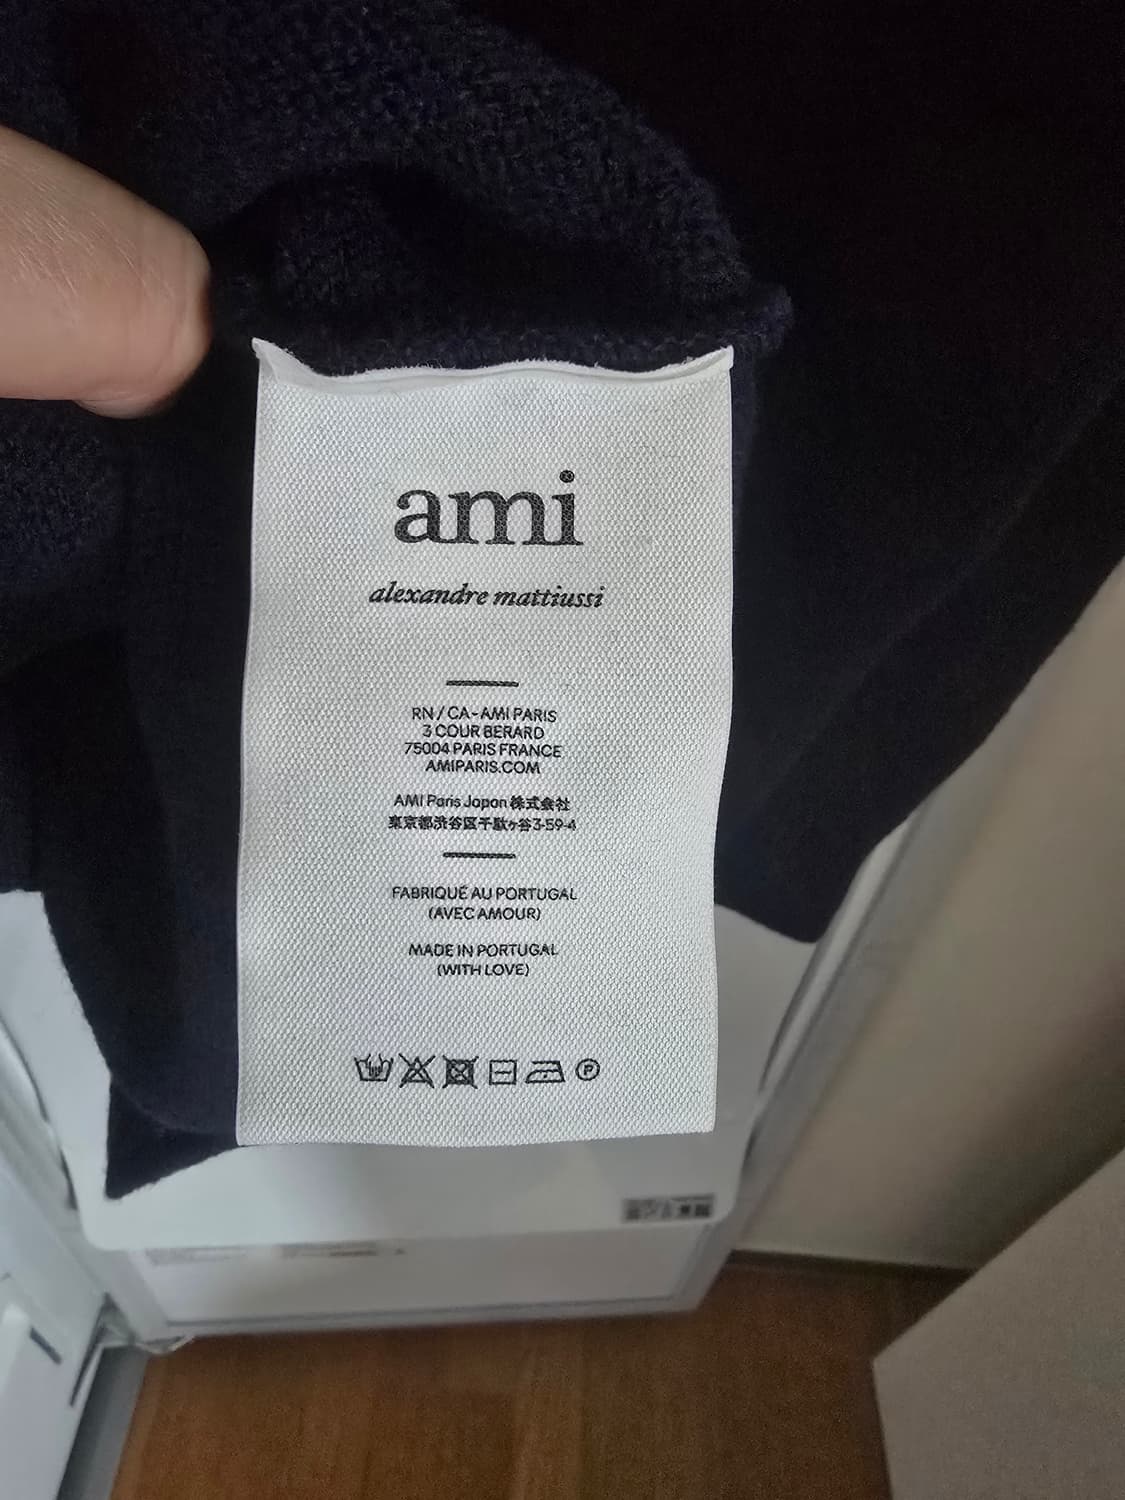 ami
alexandre mattiussi
RN / CA-AMI PARIS
3 COUR BERARD
75004 PARIS FRANCE
AMIPARIS.COM
AMI Paris Japan 株式会社
東京都渋谷区千駄ヶ谷3-59-4
FABRIQUÉ AU PORTUGAL
(AVEC AMOUR)
MADE IN PORTUGAL
(WITH LOVE)
P